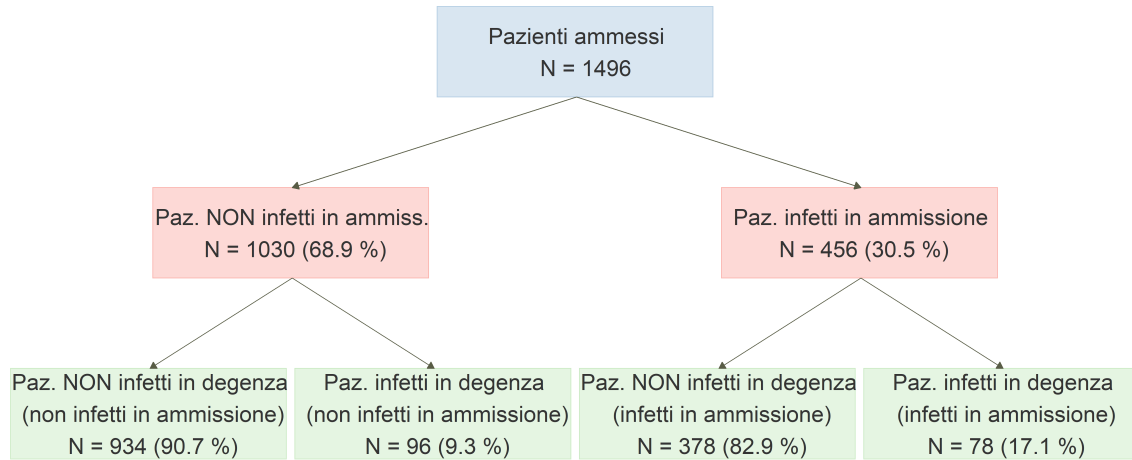 Pazienti ammessi
N = 1496
Paz. NON infetti in ammiss.
N = 1030 (68.9 %)
Paz. infetti in ammissione
N = 456 (30.5 %)
Paz. NON infetti in degenza
(non infetti in ammissione)
N = 934 (90.7 %)
Paz. infetti in degenza
(non infetti in ammissione)
N = 96 (9.3 %)
Paz. NON infetti in degenza
(infetti in ammissione)
N = 378 (82.9 %)
Paz. infetti in degenza
(infetti in ammissione)
N = 78 (17.1 %)